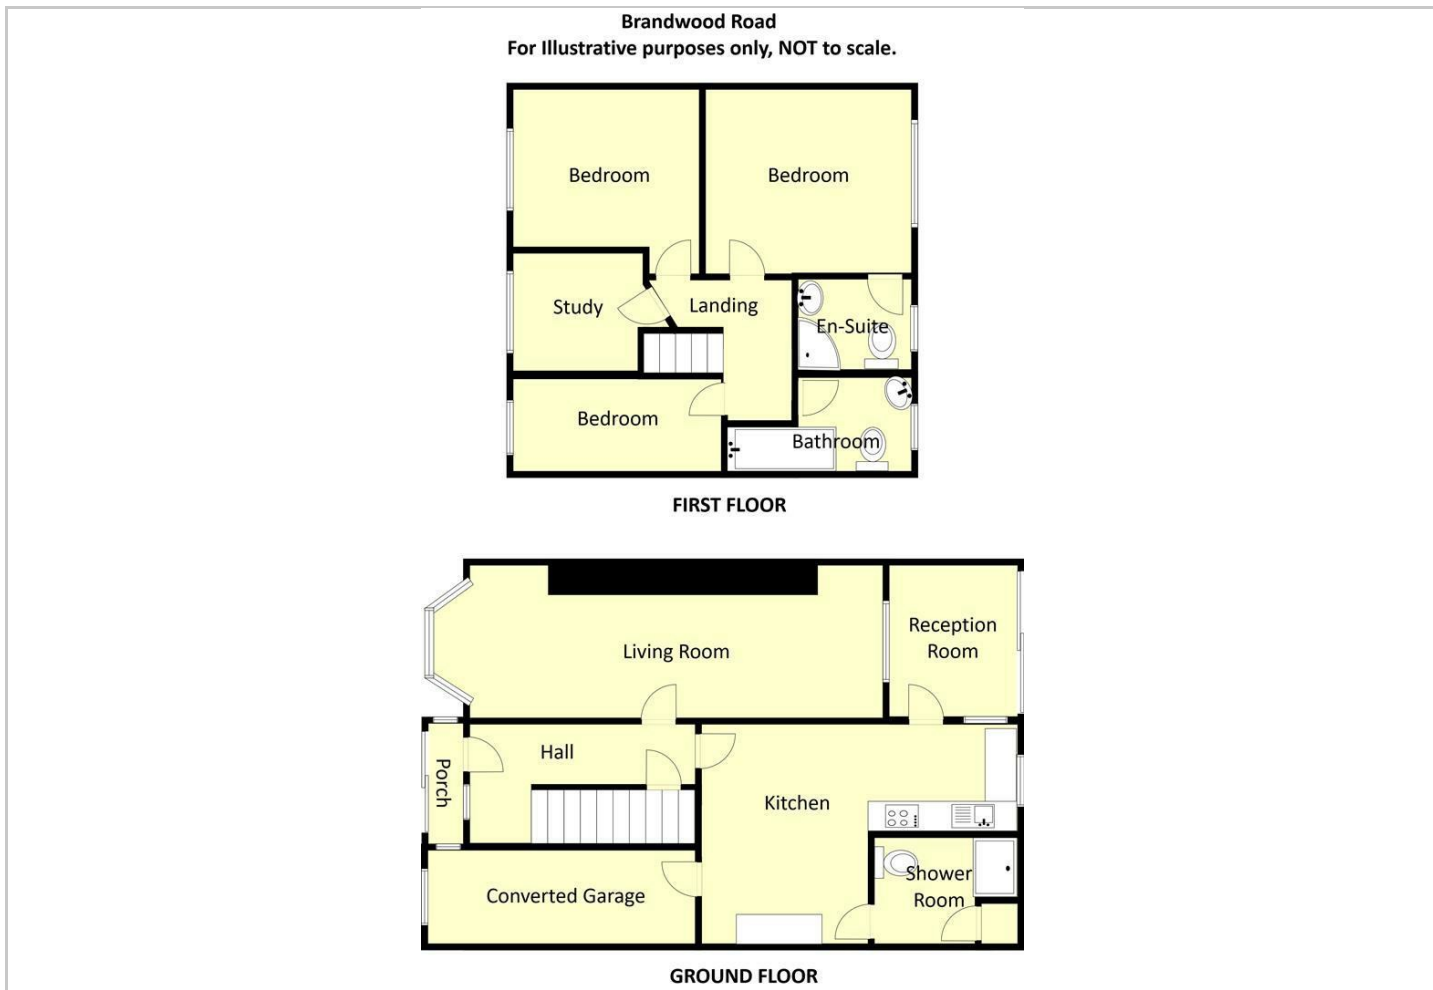 Brandwood Road
For Illustrative purposes only, NOT to scale.
Bedroom
Bedroom
Study
Landing
En-Suite
Bedroom
Bathroom
FIRST FLOOR
Living Room
Reception
Room
Hall
Porch
Kitchen
Converted Garage
Shower
Room
GROUND FLOOR